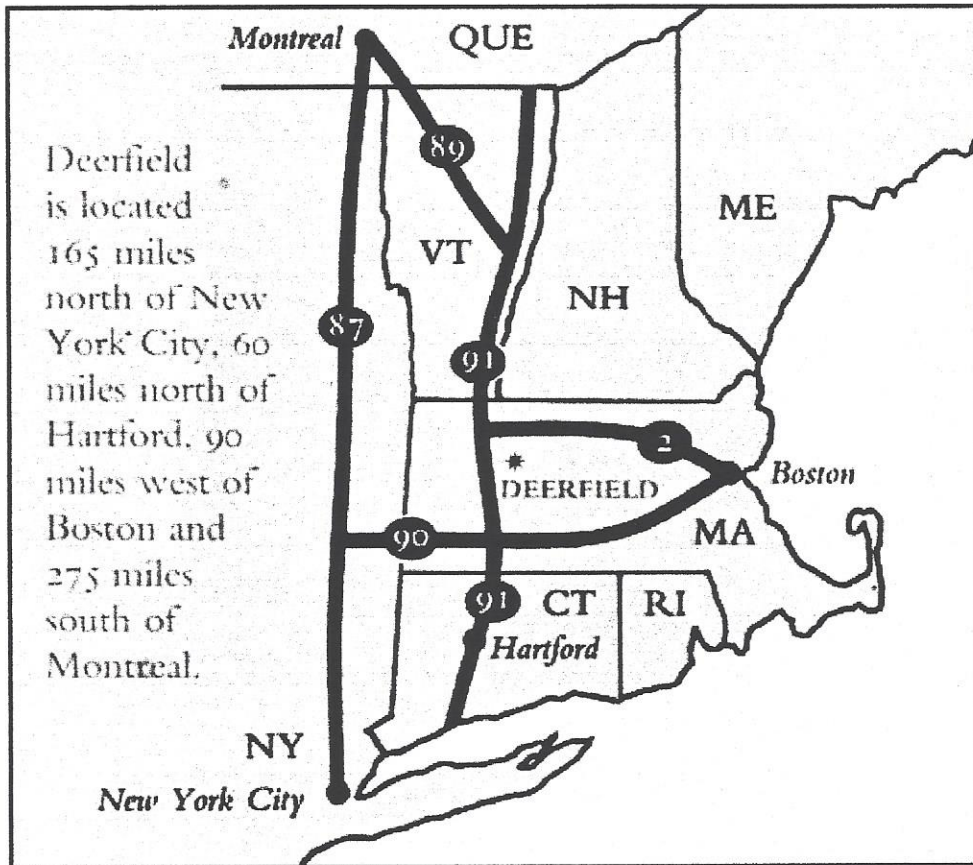 Montreal
QUE
89
Deerfield
is located
165 miles
north of New
York City, 60
miles north of
Hartford, 90
miles west of
Boston and
275 miles
south of
Montreal.
ME
VT
NH
87
91
2
DEERFIELD
Boston
90
MA
91
CT
RI
Hartford
NY
New York City